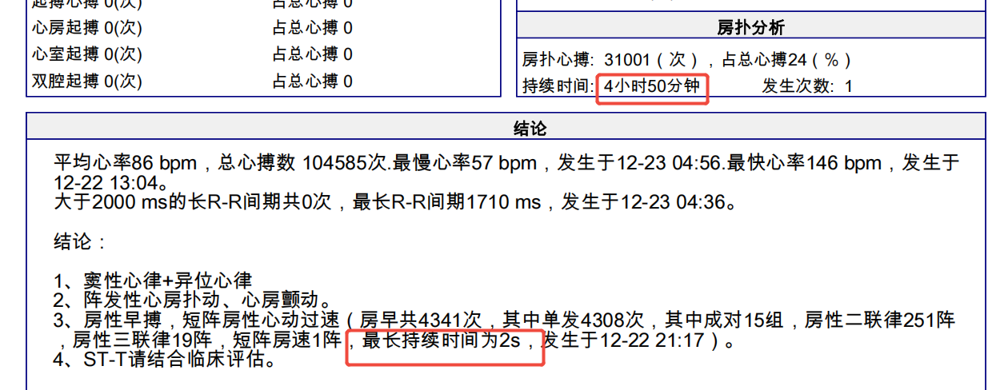 起搏心搏 0(次) 占总心搏 0
心房起搏 0(次) 占总心搏 0
心室起搏 0(次) 占总心搏 0
双腔起搏 0(次) 占总心搏 0
房扑分析
房扑心搏: 31001 ( 次 ) ，占总心搏24 ( % )
持续时间: 4小时50分钟 发生次数: 1
结论
平均心率86 bpm，总心搏数 104585次.最慢心率57 bpm，发生于12-23 04:56.最快心率146 bpm，发生于
12-22 13:04。
大于2000 ms的长R-R间期共0次，最长R-R间期1710 ms，发生于12-23 04:36。
结论：
1、窦性心律+异位心律
2、阵发性心房扑动、心房颤动。
3、房性早搏，短阵房性心动过速（房早共4341次，其中单发4308次，其中成对15组，房性二联律251阵
，房性三联律19阵，短阵房速1阵，最长持续时间为2s，发生于12-22 21:17）。
4、ST-T请结合临床评估。